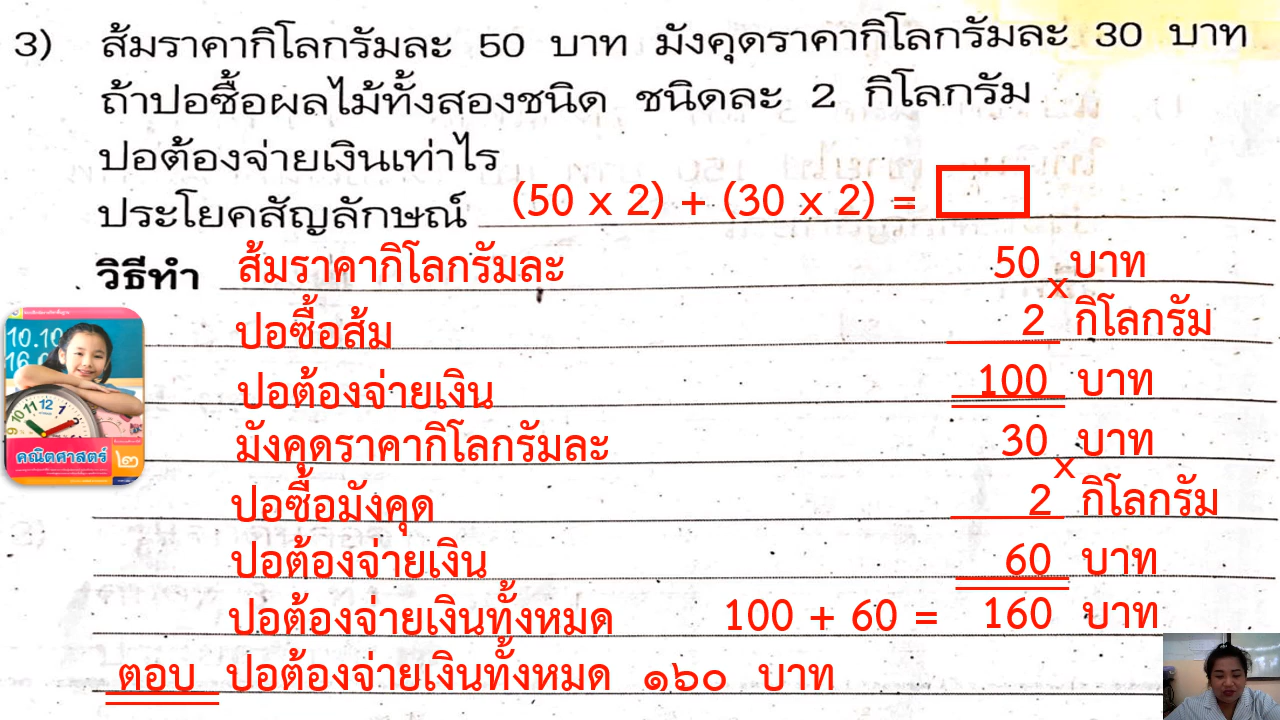 3) ส้มราคากิโลกรัมละ 50 บาท มังคุดราคากิโลกรัมละ 30 บาท
ถ้าปอซื้อผลไม้ทั้งสองชนิด ชนิดละ 2 กิโลกรัม
ปอต้องจ่ายเงินเท่าไร
ประโยคสัญลักษณ์ (50 x 2) + (30 x 2) =
วิธีทำ ส้มราคากิโลกรัมละ 50 บาท
x
ปอซื้อส้ม 2 กิโลกรัม
ปอต้องจ่ายเงิน 100 บาท
มังคุดราคากิโลกรัมละ 30 บาท
x
ปอซื้อมังคุด 2 กิโลกรัม
ปอต้องจ่ายเงิน 60 บาท
ปอต้องจ่ายเงินทั้งหมด 100 + 60 = 160 บาท
ตอบ ปอต้องจ่ายเงินทั้งหมด ๑๖๐ บาท
10.10
16.
11 12 1
10
9
คณิตศาสตร์ ๒